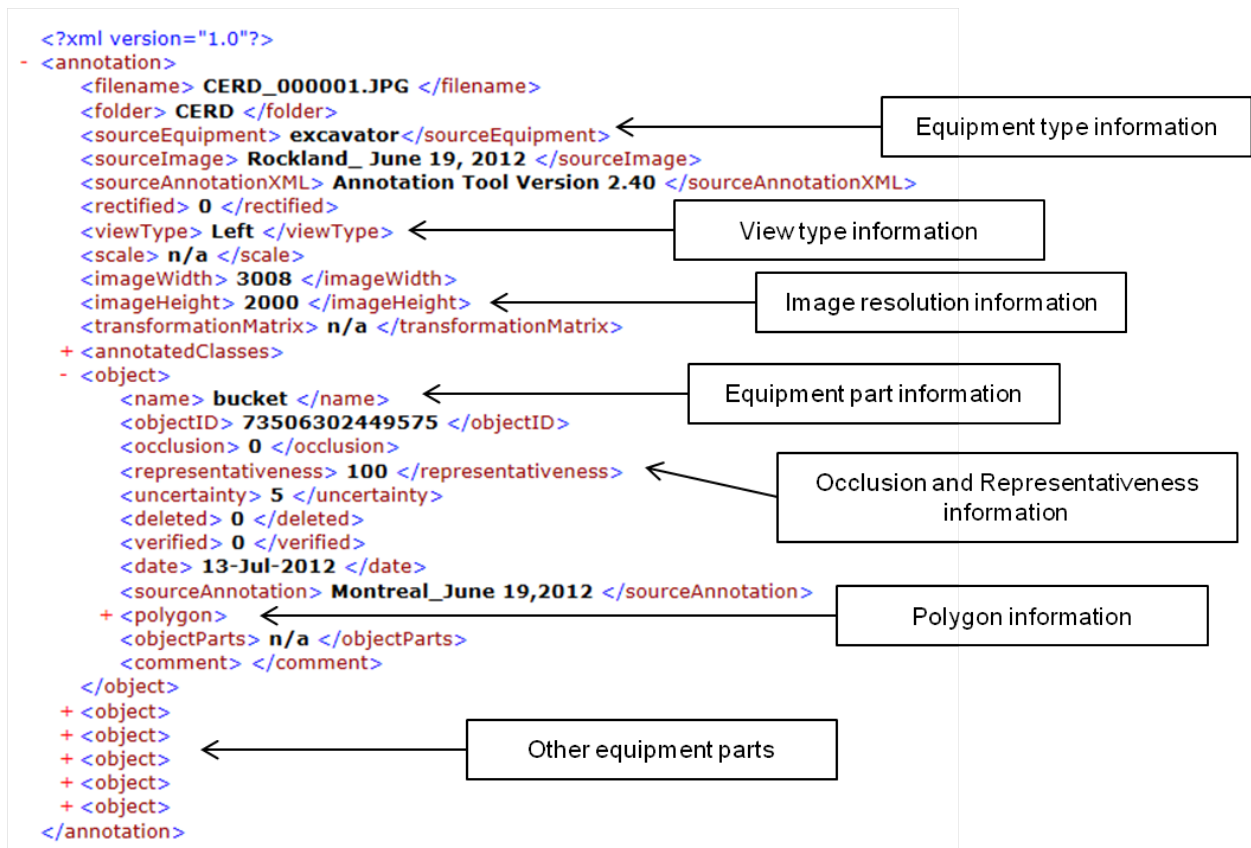 <?xml version="1.0"?>
- <annotation>
<filename> CERD_000001.JPG </filename>
<folder> CERD </folder>
<sourceEquipment> excavator</sourceEquipment>
Equipment type information
<sourceImage> Rockland_ June 19, 2012 </sourceImage>
<sourceAnnotationXML> Annotation Tool Version 2.40 </sourceAnnotationXML>
<rectified> 0 </rectified>
<viewType> Left </viewType>
View type information
<scale> n/a </scale>
<imageWidth> 3008 </imageWidth>
<imageHeight> 2000 </imageHeight>
Image resolution information
<transformationMatrix> n/a </transformationMatrix>
+ <annotatedClasses>
- <object>
<name> bucket </name>
Equipment part information
<objectID> 73506302449575 </objectID>
<occlusion> 0 </occlusion>
<representativeness> 100 </representativeness>
Occlusion and Representativeness
information
<uncertainty> 5 </uncertainty>
<deleted> 0 </deleted>
<verified> 0 </verified>
<date> 13-Jul-2012 </date>
<sourceAnnotation> Montreal_June 19,2012 </sourceAnnotation>
+ <polygon>
Polygon information
<objectParts> n/a </objectParts>
<comment> </comment>
</object>
+ <object>
+ <object>
+ <object>
+ <object>
+ <object>
Other equipment parts
</annotation>